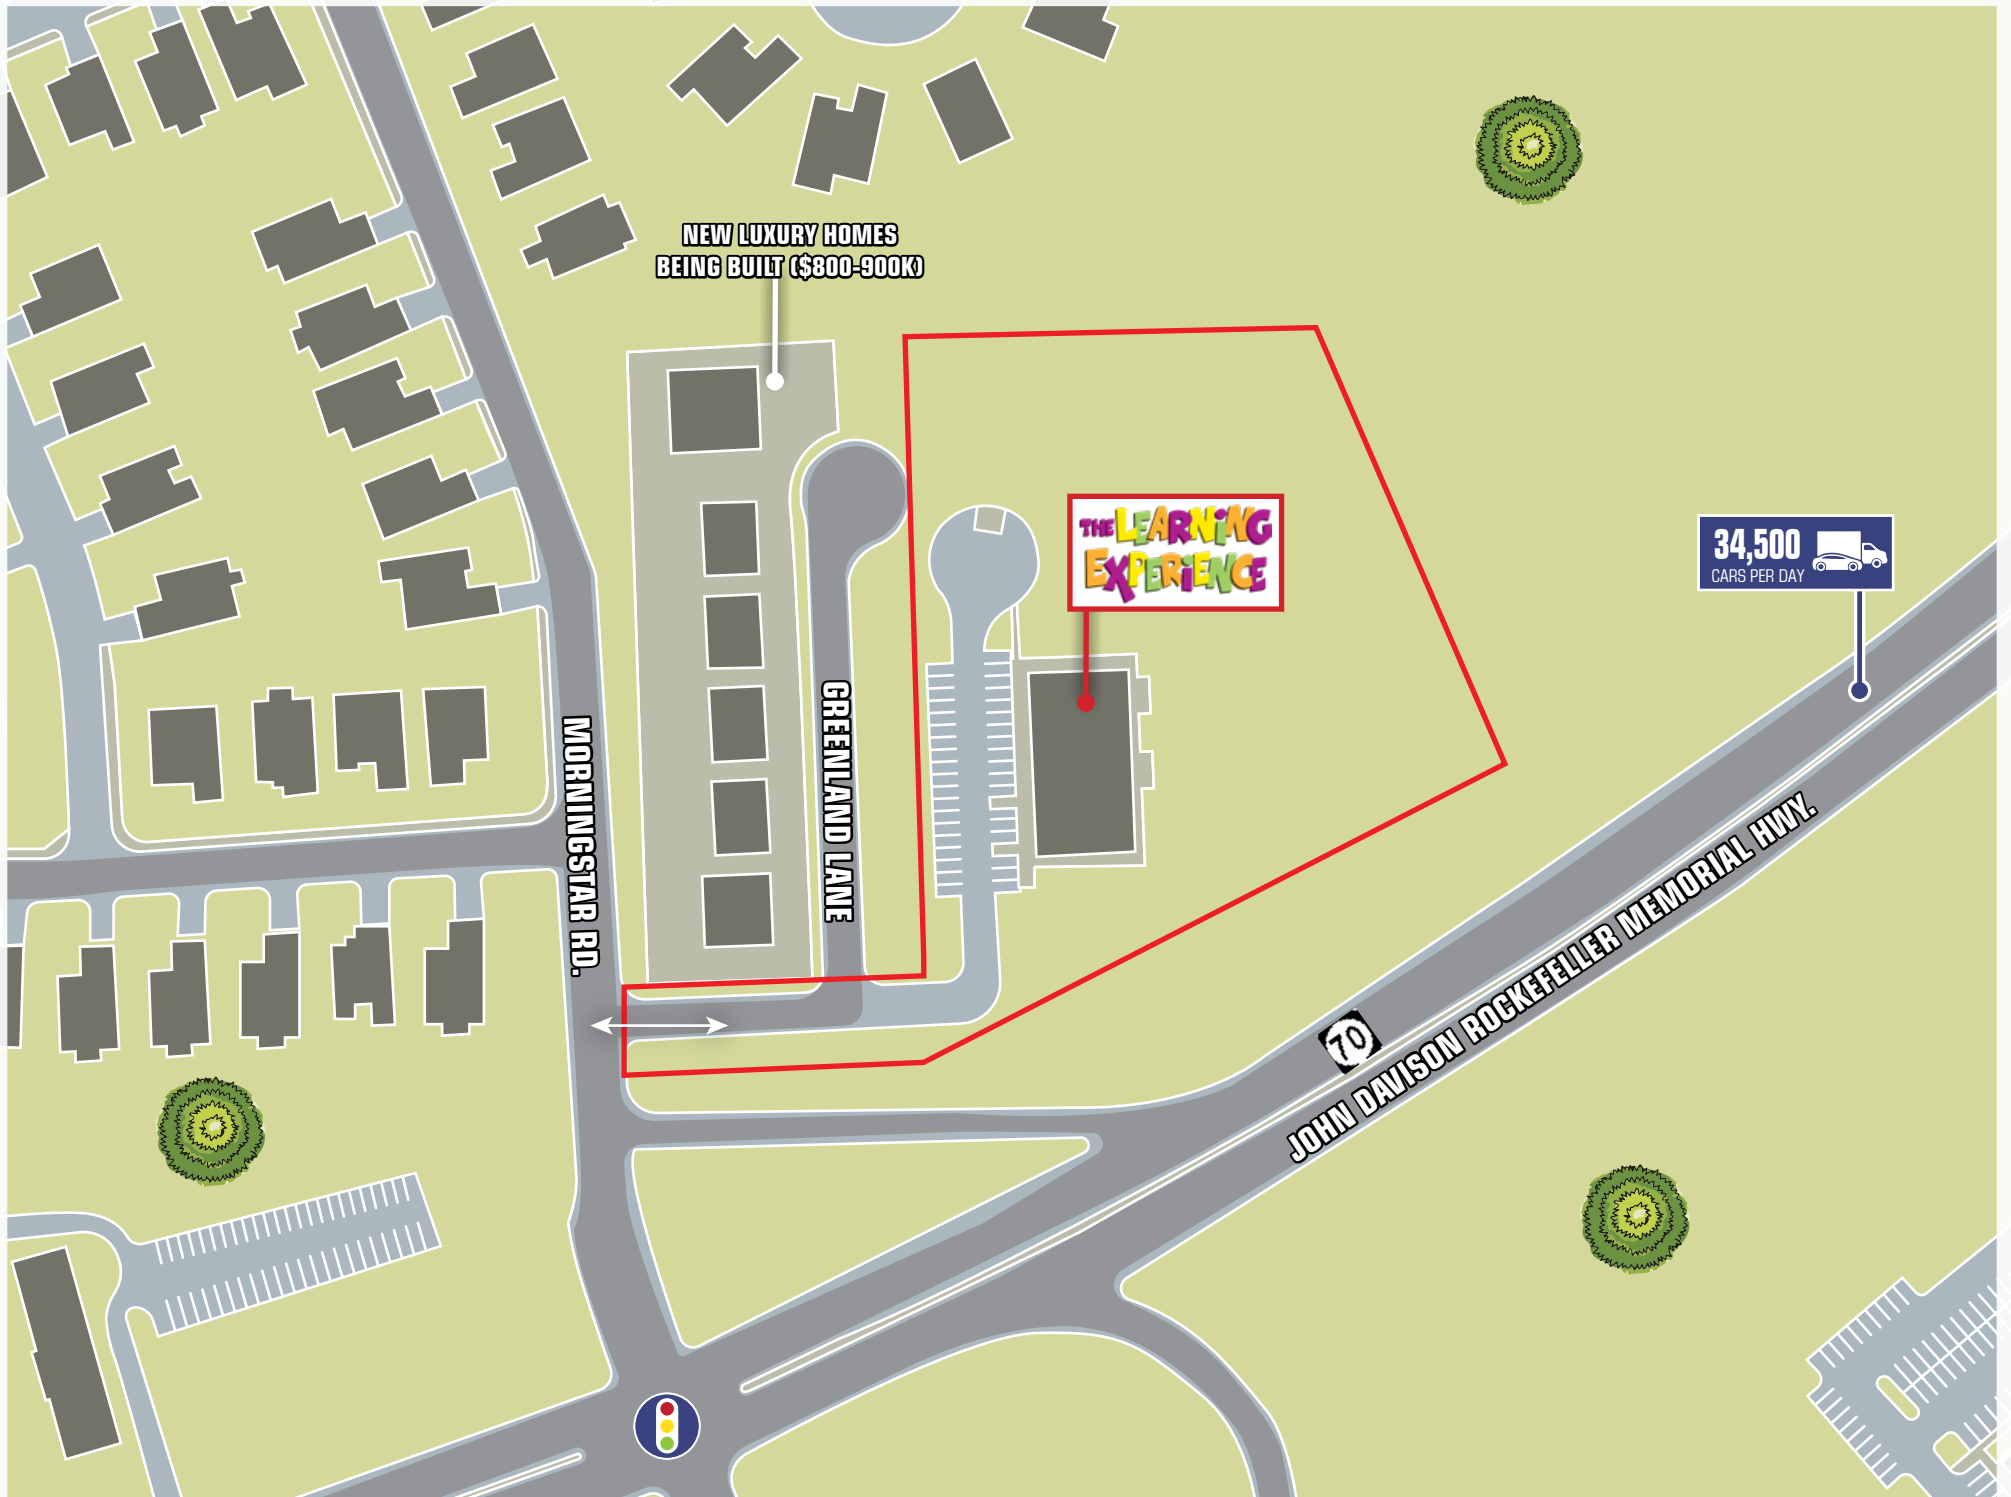 NEW LUXURY HOMES
BEING BUILT ($800-900K)
THE LEARNING
EXPERIENCE
34,500
CARS PER DAY
GREENLAND LANE
MORNINGSTAR RD.
70
JOHN DAVISON ROCKEFELLER MEMORIAL HWY.